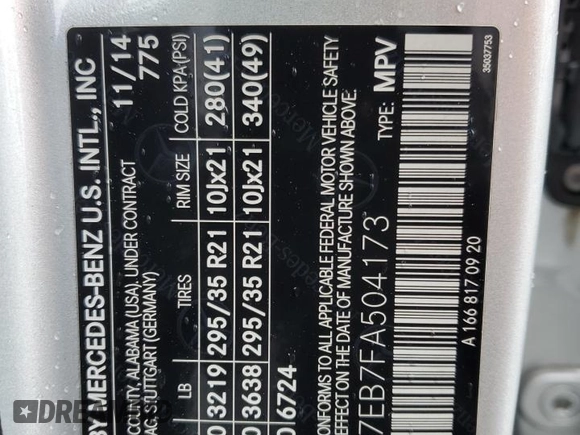 BY MERCEDES-BENZ U.S. INTL., INC
COUNTY, ALABAMA (USA), UNDER CONTRACT 11/14
AG, STUTTGART (GERMANY) 775
LB TIRES RIM SIZE COLD KPA(PSI)
3219 295/35 R21 10Jx21 280(41)
3638 295/35 R21 10Jx21 340(49)
6724
CONFORMS TO ALL APPLICABLE FEDERAL MOTOR VEHICLE SAFETY
IN EFFECT ON THE DATE OF MANUFACTURE SHOWN ABOVE.
7EB7FA504173 TYPE: MPV
A 166 817 09 20
35037753